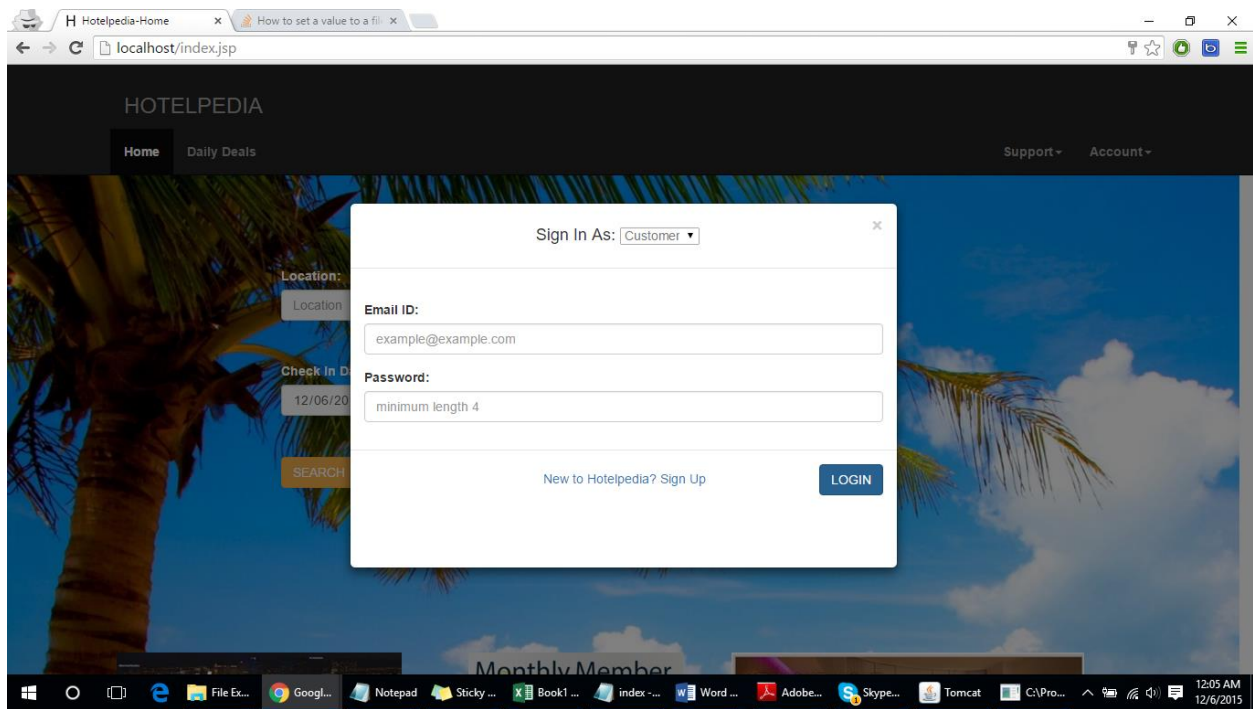 H Hotelpedia-Home × How to set a value to a fil ×
localhost/index.jsp
HOTELPEDIA
Home Daily Deals Support Account
Sign In As: Customer ×
Location:
Location
Email ID:
example@example.com
Check In D
Password:
12/06/20
minimum length 4
SEARCH
New to Hotelpedia? Sign Up LOGIN
Monthly Member
File Ex... Googl... Notepad Sticky ... Book1 ... index -... Word ... Adobe... Skype... Tomcat C:\Pro... 12:05 AM
12/6/2015